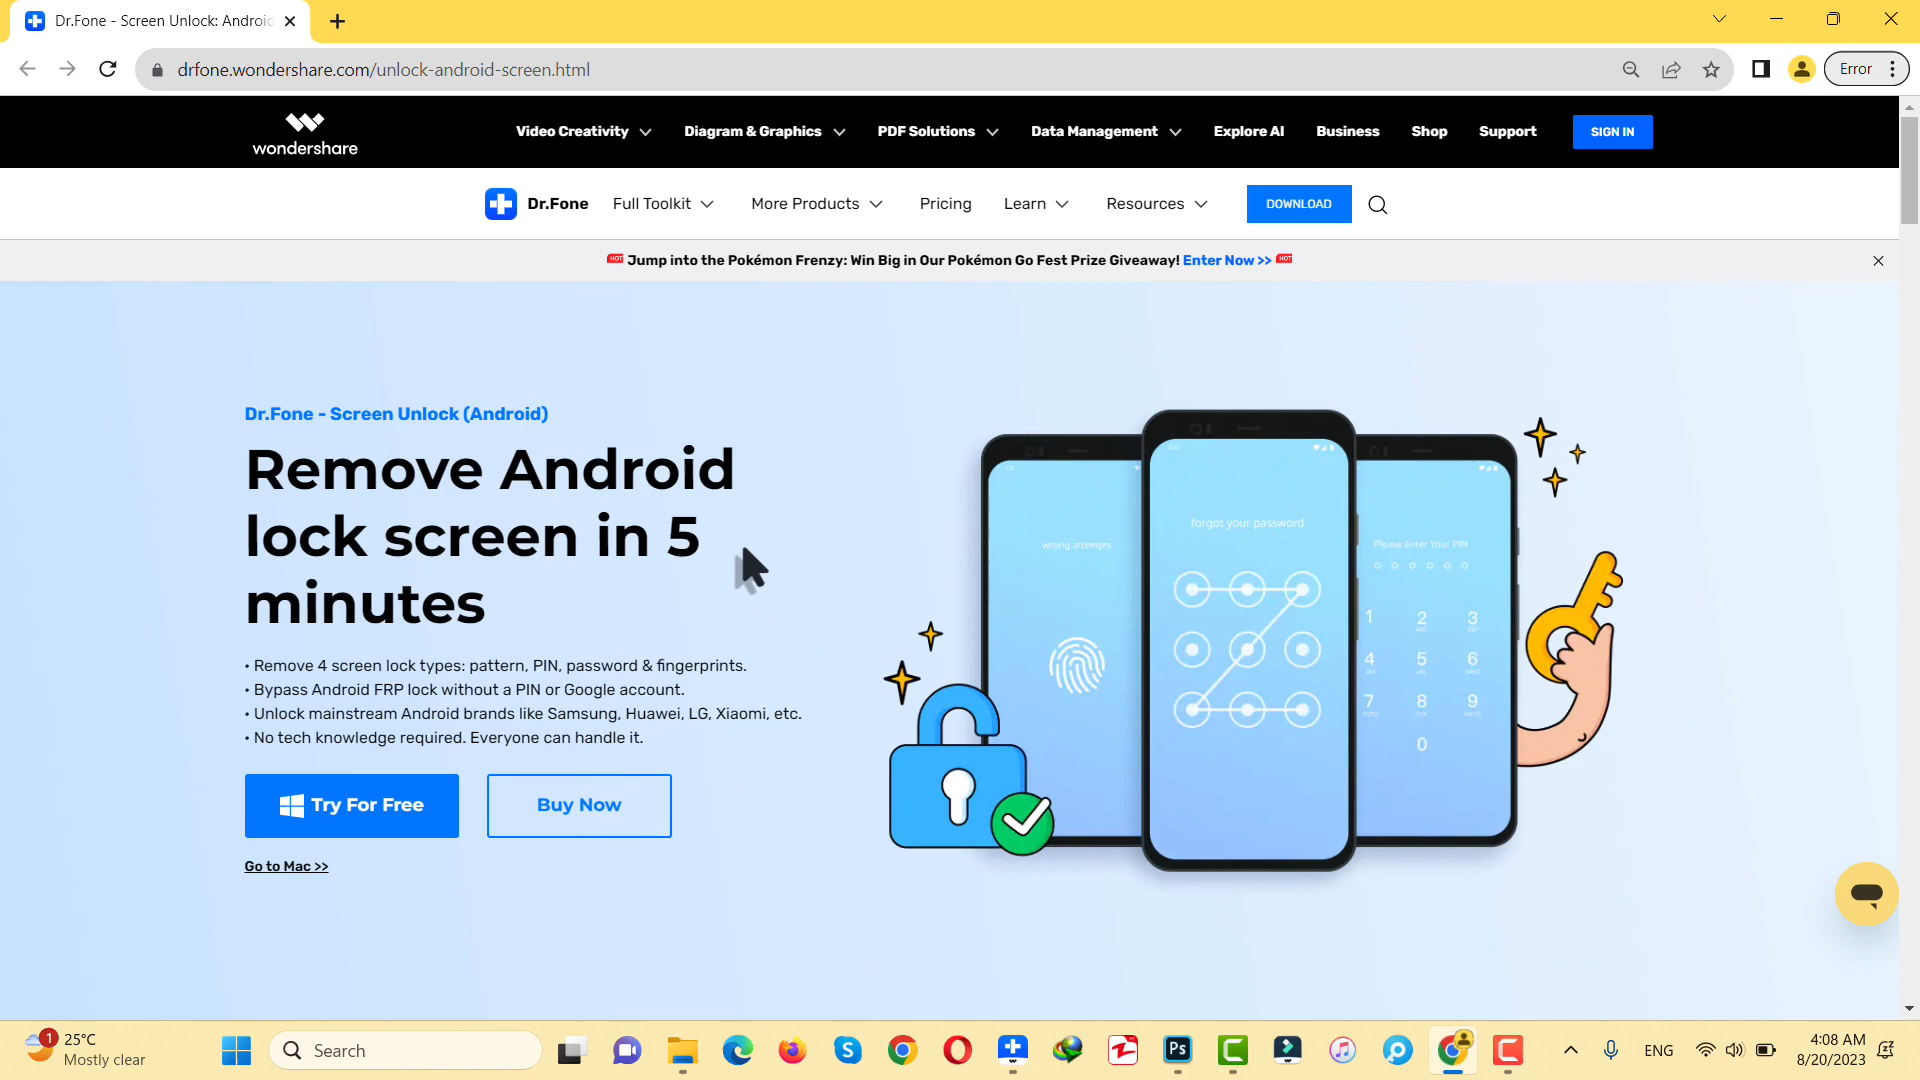 Dr.Fone - Screen Unlock: Android
drfone.wondershare.com/unlock-android-screen.html
Error
wondershare
Video Creativity
Diagram & Graphics
PDF Solutions
Data Management
Explore AI
Business
Shop
Support
SIGN IN
Dr.Fone
Full Toolkit
More Products
Pricing
Learn
Resources
DOWNLOAD
HOT Jump into the Pokémon Frenzy: Win Big in Our Pokémon Go Fest Prize Giveaway! Enter Now >> HOT
Dr.Fone - Screen Unlock (Android)
Remove Android
lock screen in 5
minutes
• Remove 4 screen lock types: pattern, PIN, password & fingerprints.
• Bypass Android FRP lock without a PIN or Google account.
• Unlock mainstream Android brands like Samsung, Huawei, LG, Xiaomi, etc.
• No tech knowledge required. Everyone can handle it.
Try For Free
Buy Now
Go to Mac >>
wrong attempts
forgot your password
Please Enter Your PIN
1 2 3
4 5 6
7 8 9
0
1
25°C
Mostly clear
Search
Ps
ENG
4:08 AM
8/20/2023